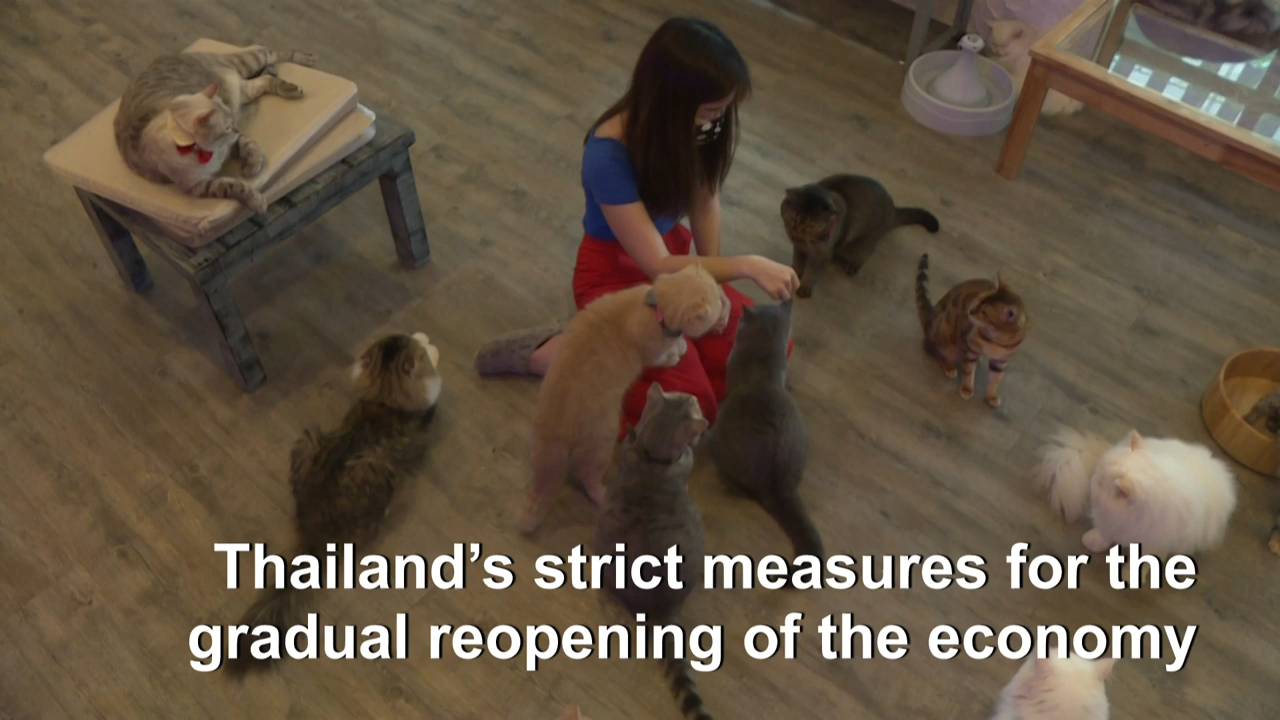 Thailand’s strict measures for the
gradual reopening of the economy